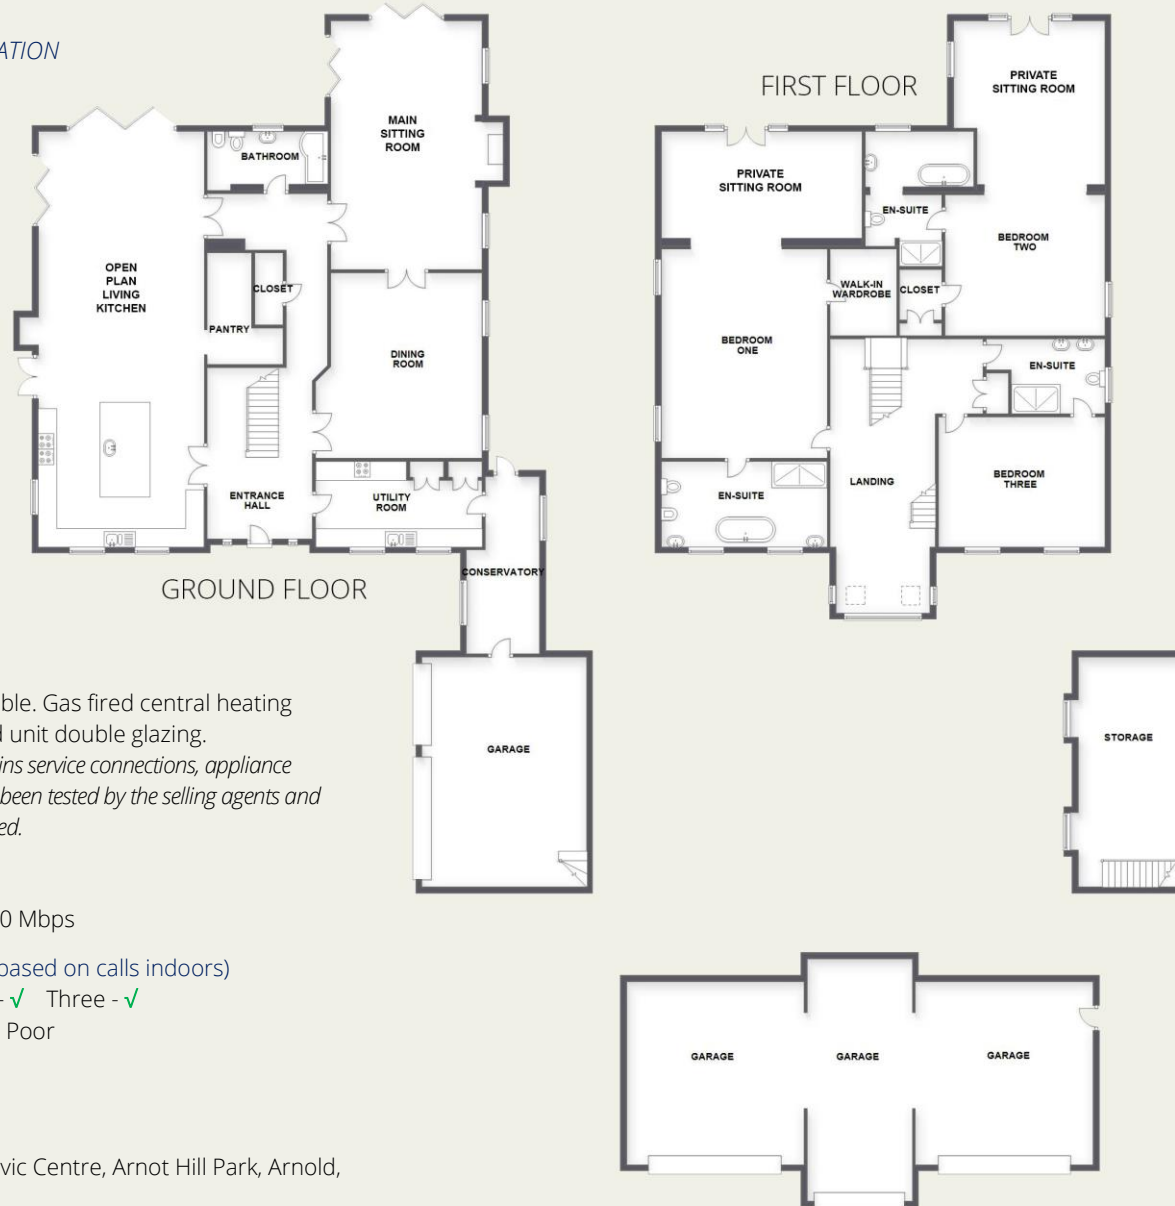 ATION
MAIN
SITTING
ROOM
BATHROOM
OPEN
PLAN
LIVING
KITCHEN
CLOSET
PANTRY
DINING
ROOM
ENTRANCE
HALL
UTILITY
ROOM
CONSERVATORY
GROUND FLOOR
GARAGE
FIRST FLOOR
PRIVATE
SITTING ROOM
PRIVATE
SITTING ROOM
EN-SUITE
BEDROOM
TWO
WALK-IN
WARDROBE
CLOSET
BEDROOM
ONE
EN-SUITE
LANDING
EN-SUITE
BEDROOM
THREE
STORAGE
ble. Gas fired central heating
d unit double glazing.
ins service connections, appliance
been tested by the selling agents and
ed.
0 Mbps
based on calls indoors)
- √ Three - √
Poor
vic Centre, Arnot Hill Park, Arnold,
GARAGE
GARAGE
GARAGE